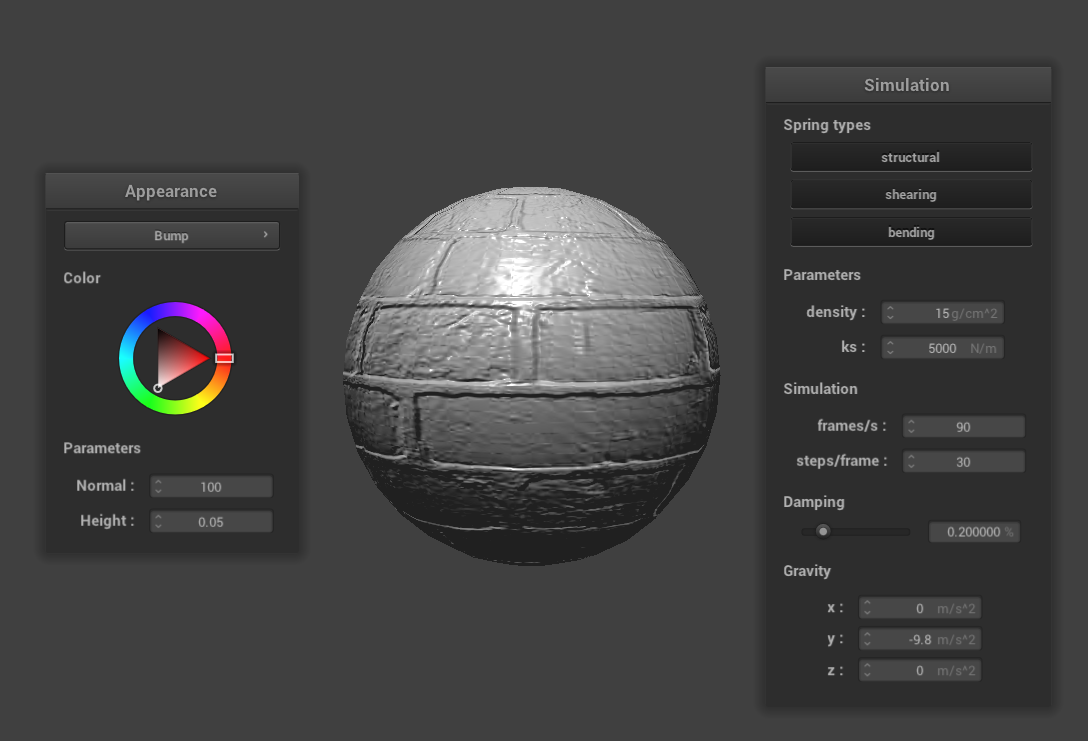 Appearance
Bump
Color
Parameters
Normal : 100
Height : 0.05
Simulation
Spring types
structural
shearing
bending
Parameters
density : 15 g/cm^2
ks : 5000 N/m
Simulation
frames/s : 90
steps/frame : 30
Damping
0.200000 %
Gravity
x : 0 m/s^2
y : -9.8 m/s^2
z : 0 m/s^2